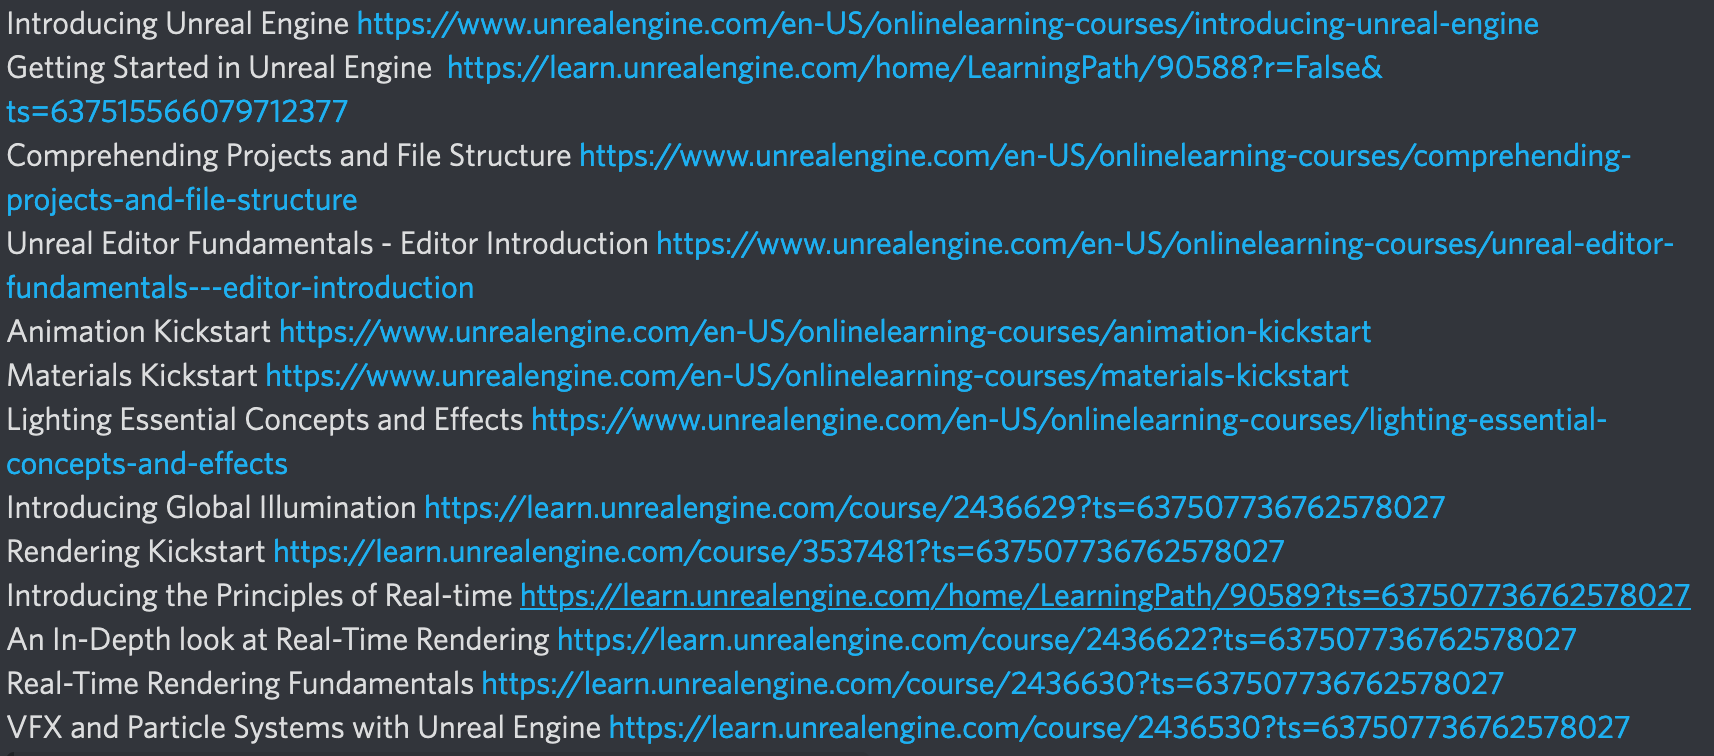 Introducing Unreal Engine https://www.unrealengine.com/en-US/onlinelearning-courses/introducing-unreal-engine
Getting Started in Unreal Engine  https://learn.unrealengine.com/home/LearningPath/90588?r=False&
ts=637515566079712377
Comprehending Projects and File Structure https://www.unrealengine.com/en-US/onlinelearning-courses/comprehending-
projects-and-file-structure
Unreal Editor Fundamentals - Editor Introduction https://www.unrealengine.com/en-US/onlinelearning-courses/unreal-editor-
fundamentals---editor-introduction
Animation Kickstart https://www.unrealengine.com/en-US/onlinelearning-courses/animation-kickstart
Materials Kickstart https://www.unrealengine.com/en-US/onlinelearning-courses/materials-kickstart
Lighting Essential Concepts and Effects https://www.unrealengine.com/en-US/onlinelearning-courses/lighting-essential-
concepts-and-effects
Introducing Global Illumination https://learn.unrealengine.com/course/2436629?ts=637507736762578027
Rendering Kickstart https://learn.unrealengine.com/course/3537481?ts=637507736762578027
Introducing the Principles of Real-time https://learn.unrealengine.com/home/LearningPath/90589?ts=637507736762578027
An In-Depth look at Real-Time Rendering https://learn.unrealengine.com/course/2436622?ts=637507736762578027
Real-Time Rendering Fundamentals https://learn.unrealengine.com/course/2436630?ts=637507736762578027
VFX and Particle Systems with Unreal Engine https://learn.unrealengine.com/course/2436530?ts=637507736762578027